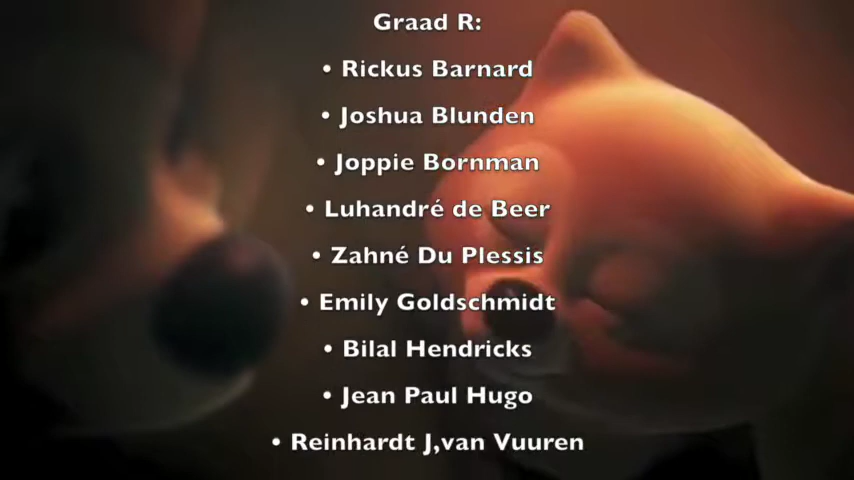 Graad R:
• Rickus Barnard
• Joshua Blunden
• Joppie Bornman
• Luhandré de Beer
• Zahné Du Plessis
• Emily Goldschmidt
• Bilal Hendricks
• Jean Paul Hugo
• Reinhardt J,van Vuuren